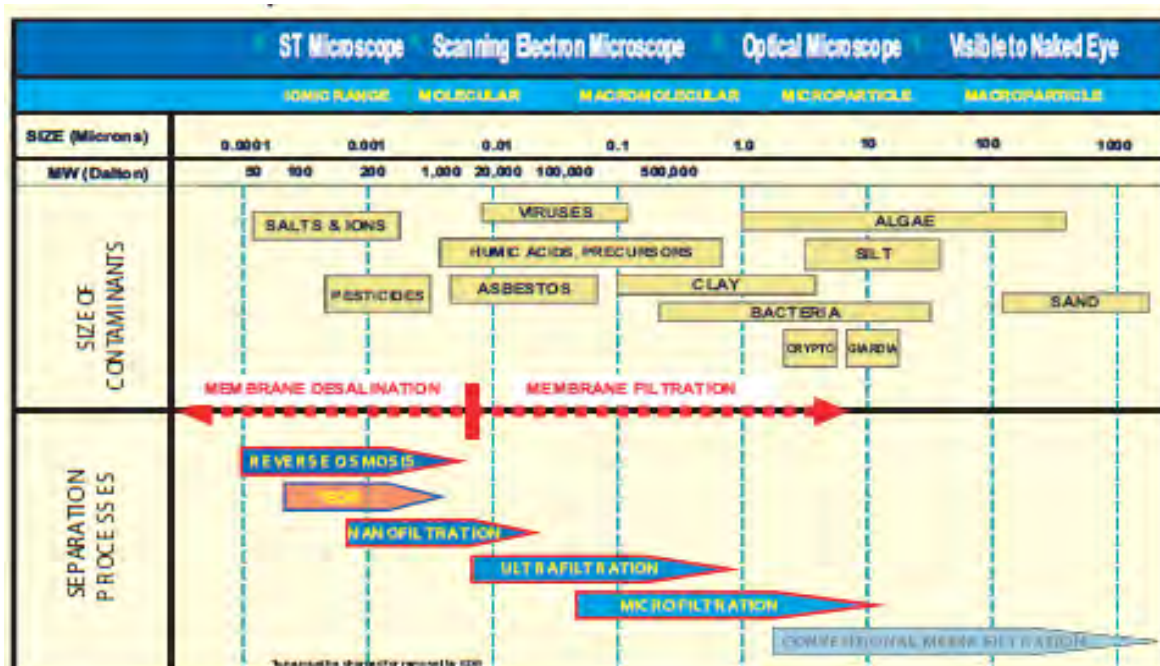 ST Microscope Scanning Electron Microscope Optical Microscope Visible to Naked Eye
IONIC RANGE MOLECULAR MACROMOLECULAR MICROPARTICLE MACROPARTICLE
SIZE (Microns) 0.0001 0.001 0.01 0.1 1.0 10 100 1000
MW (Dalton) 50 100 200 1,000 20,000 100,000 500,000
SIZE OF
CONTAMINANTS
SALTS & IONS
VIRUSES
ALGAE
HUMIC ACIDS, PRECURSORS
SILT
PESTICIDES
ASBESTOS
CLAY
SAND
BACTERIA
CRYPTO
GIARDIA
MEMBRANE DESALINATION MEMBRANE FILTRATION
SEPARATION
PROCESSES
REVERSE OSMOSIS
NANOFILTRATION
ULTRAFILTRATION
MICROFILTRATION
CONVENTIONAL MEDIA FILTRATION